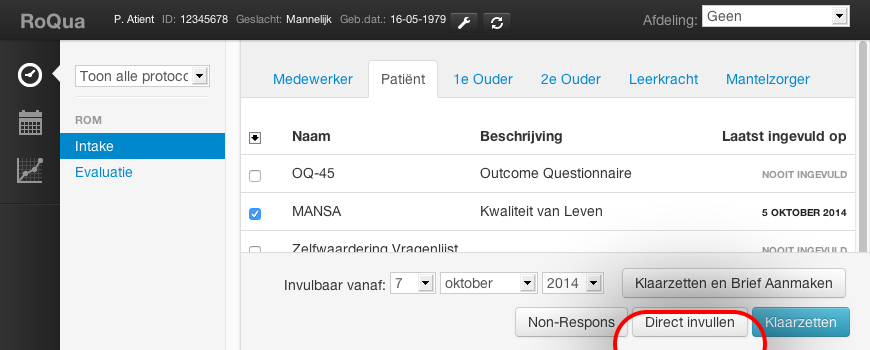 RoQua P. Atient ID: 12345678 Geslacht: Mannelijk Geb.dat.: 16-05-1979 Afdeling: Geen
Toon alle protocc
Medewerker Patiënt 1e Ouder 2e Ouder Leerkracht Mantelzorger
ROM
Intake
Evaluatie
Naam Beschrijving Laatst ingevuld op
OQ-45 Outcome Questionnaire NOOIT INGEVULD
MANSA Kwaliteit van Leven 5 OKTOBER 2014
Zelfwaardering Vragenlijst NOOIT INGEVULD
Invulbaar vanaf: 7 oktober 2014 Klaarzetten en Brief Aanmaken
Non-Respons Direct invullen Klaarzetten